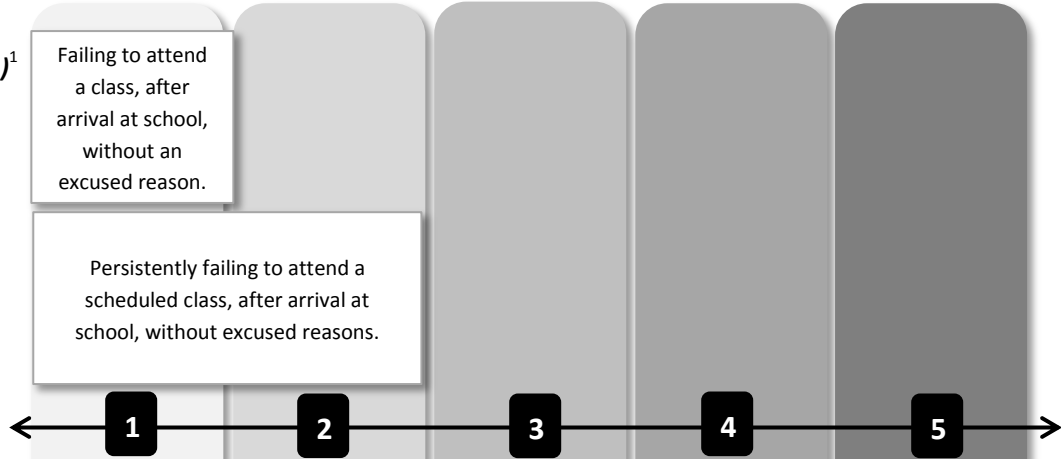 )¹
Failing to attend
a class, after
arrival at school,
without an
excused reason.
Persistently failing to attend a
scheduled class, after arrival at
school, without excused reasons.
1 2 3 4 5